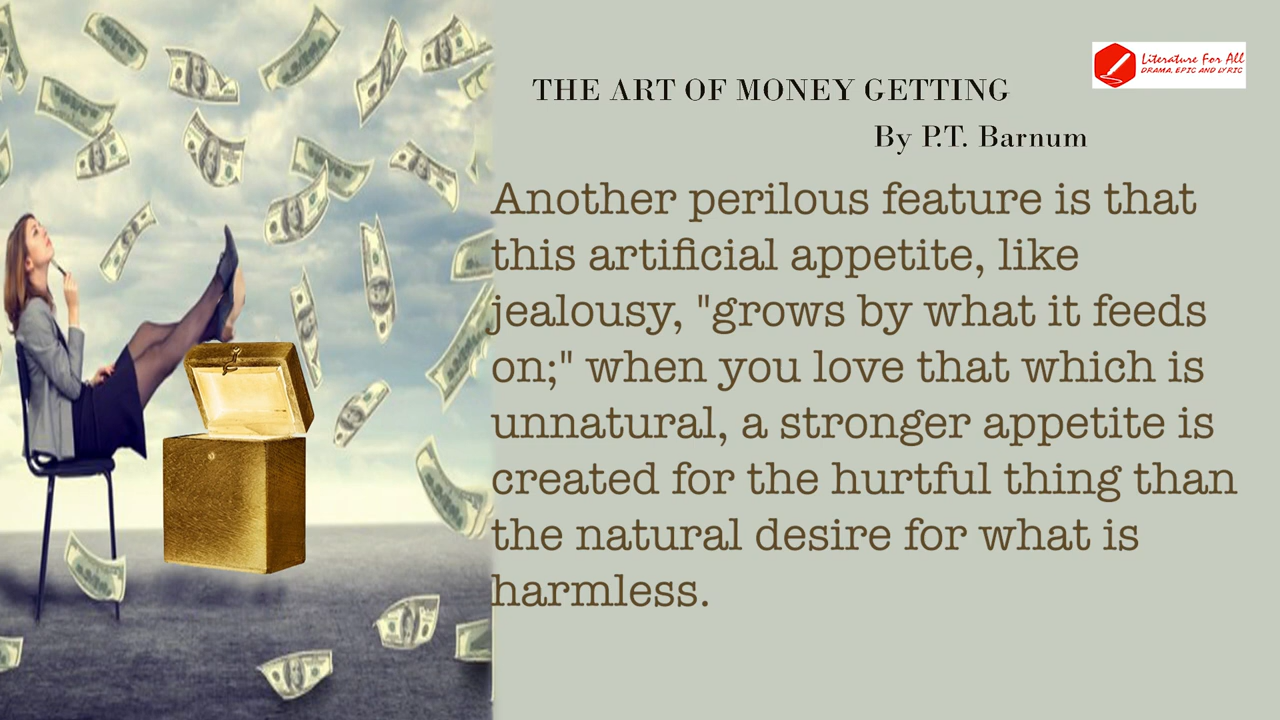 Literature For All
DRAMA, EPIC AND LYRIC
THE ART OF MONEY GETTING
By P.T. Barnum
Another perilous feature is that
this artificial appetite, like
jealousy, "grows by what it feeds
on;" when you love that which is
unnatural, a stronger appetite is
created for the hurtful thing than
the natural desire for what is
harmless.